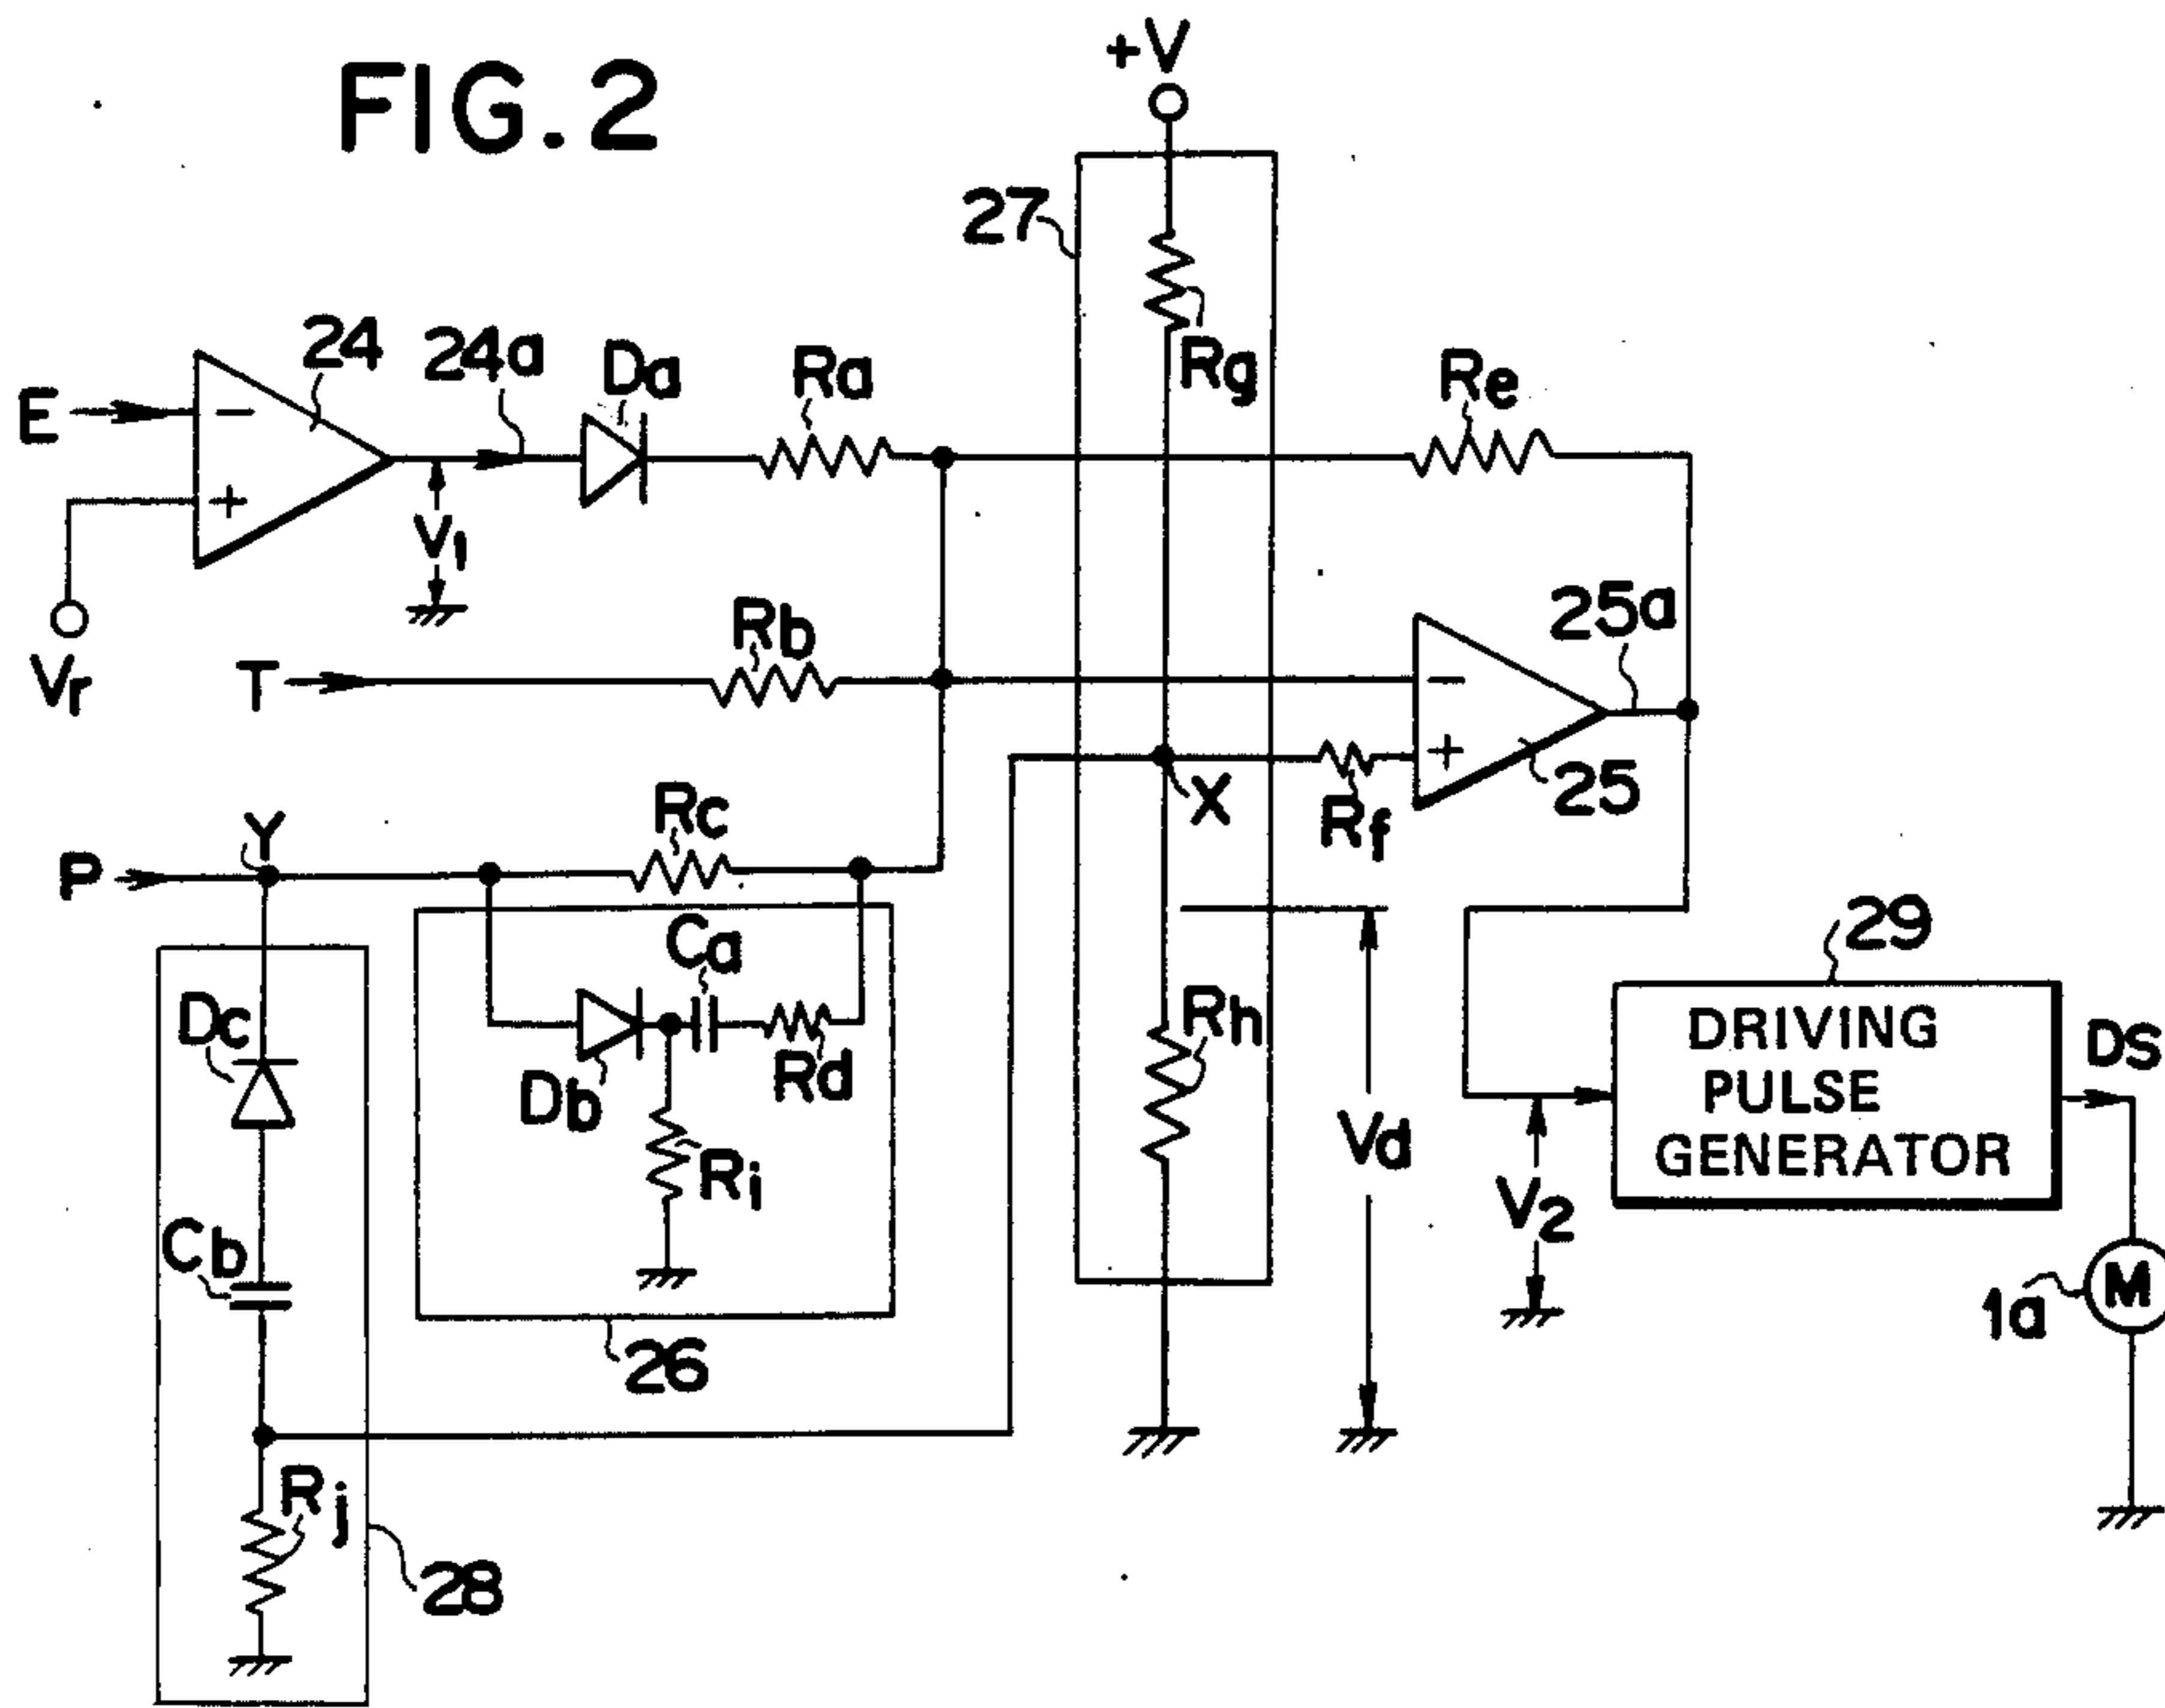 FIG. 2
+V
27
Rg
24
24a
Da
Ra
Re
E
−
+
V1
Vr
T
Rb
25a
−
+
25
X
Rf
Y
P
Rc
29
Ca
Dc
Db
Rd
Ri
Rh
Vd
DRIVING
PULSE
GENERATOR
DS
V2
Cb
26
1a
M
Rj
28